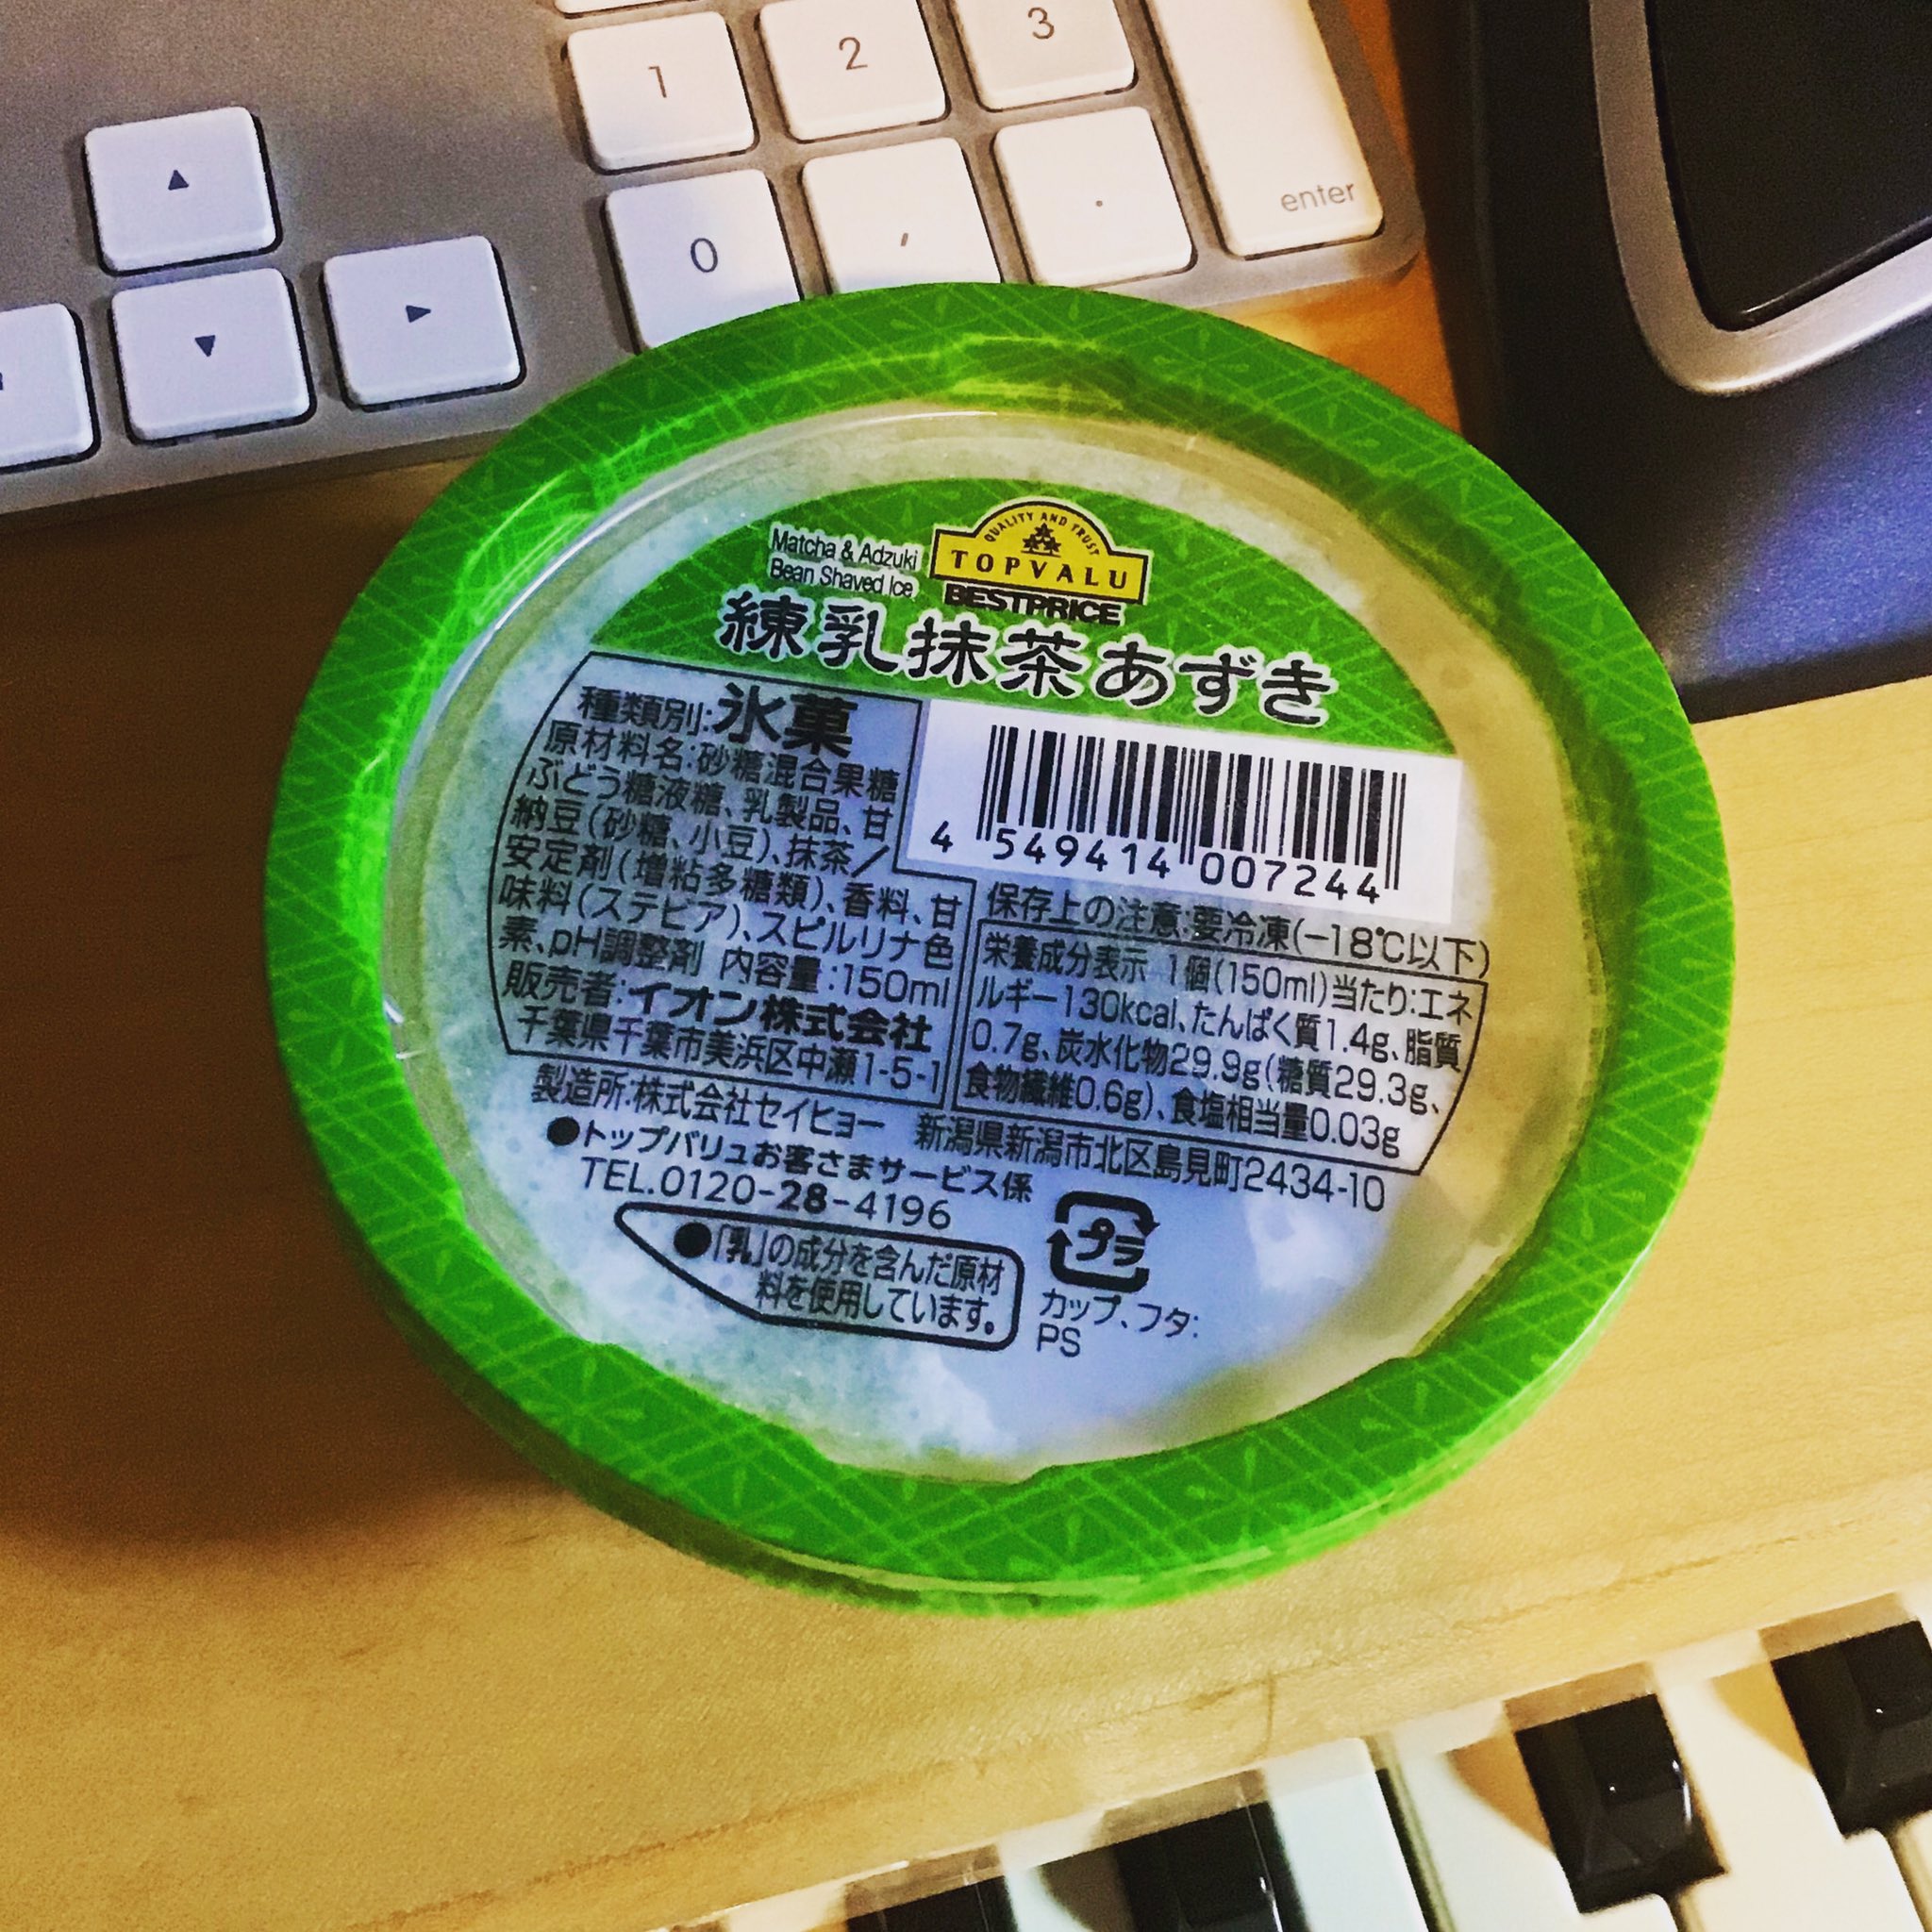 1
2
3
0
,
.
enter
QUALITY AND TRUST
TOPVALU
BESTPRICE
Matcha & Adzuki
Bean Shaved Ice
練乳抹茶あずき
種類別:氷菓
原材料名:砂糖混合果糖
ぶどう糖液糖、乳製品、甘
納豆(砂糖、小豆)、抹茶/
安定剤(増粘多糖類)、香料、甘
味料(ステビア)、スピルリナ色
素、pH調整剤 内容量:150ml
販売者:イオン株式会社
千葉県千葉市美浜区中瀬1-5-1
4 549414 007244
保存上の注意:要冷凍(−18℃以下)
栄養成分表示 1個(150ml)当たり:エネ
ルギー130kcal、たんぱく質1.4g、脂質
0.7g、炭水化物29.9g(糖質29.3g、
食物繊維0.6g)、食塩相当量0.03g
製造所:株式会社セイヒョー 新潟県新潟市北区島見町2434-10
●トップバリュお客さまサービス係
TEL.0120-28-4196
●「乳」の成分を含んだ原材
料を使用しています。
プラ
カップ、フタ:
PS